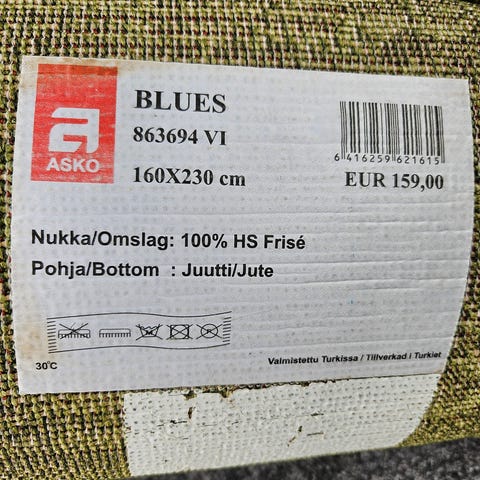 ASKO
BLUES
863694 VI
160X230 cm
6 416259 621615
EUR 159,00
Nukka/Omslag: 100% HS Frisé
Pohja/Bottom : Juutti/Jute
30°C
Valmistettu Turkissa / Tillverkad i Turkiet